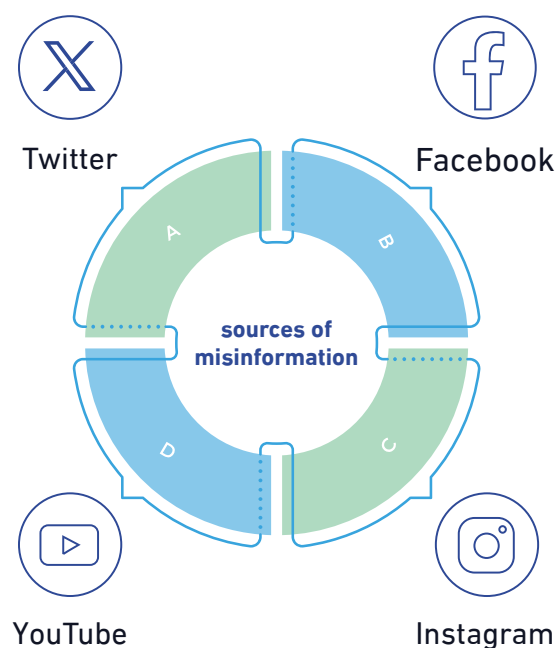 Twitter
Facebook
A
B
sources of
misinformation
D
C
YouTube
Instagram